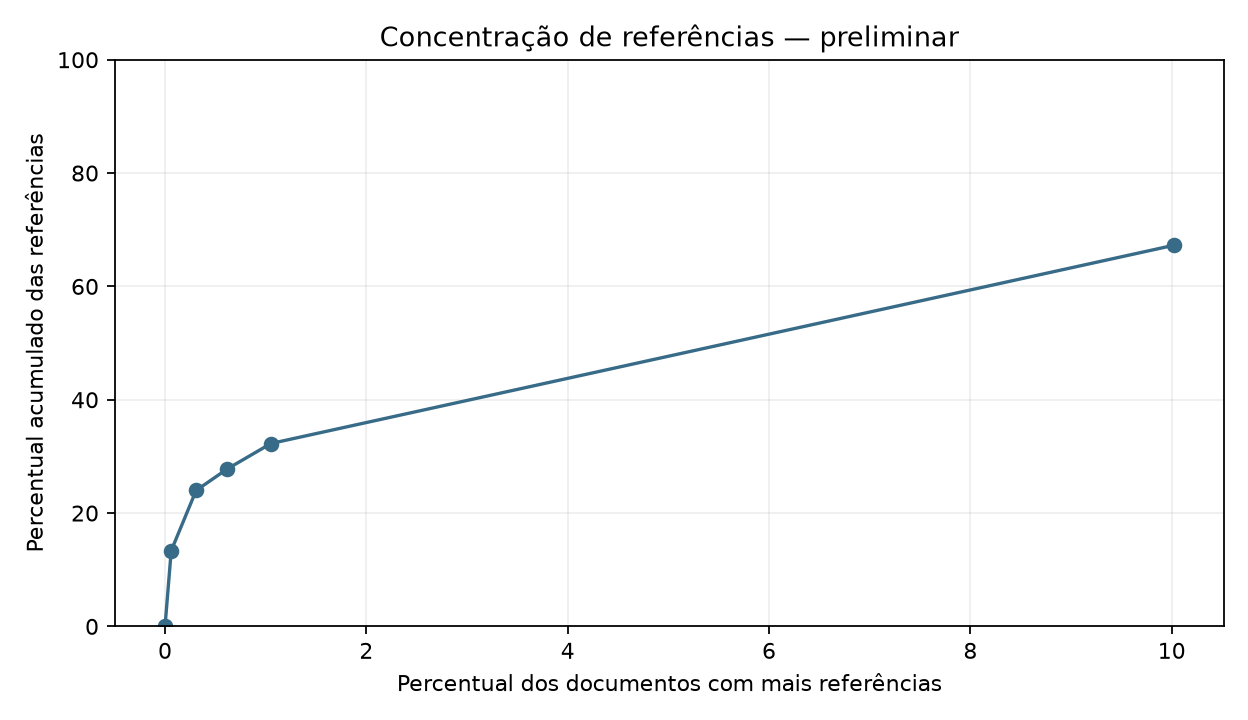 Concentração de referências — preliminar
Percentual acumulado das referências
100
80
60
40
20
0
0 2 4 6 8 10
Percentual dos documentos com mais referências